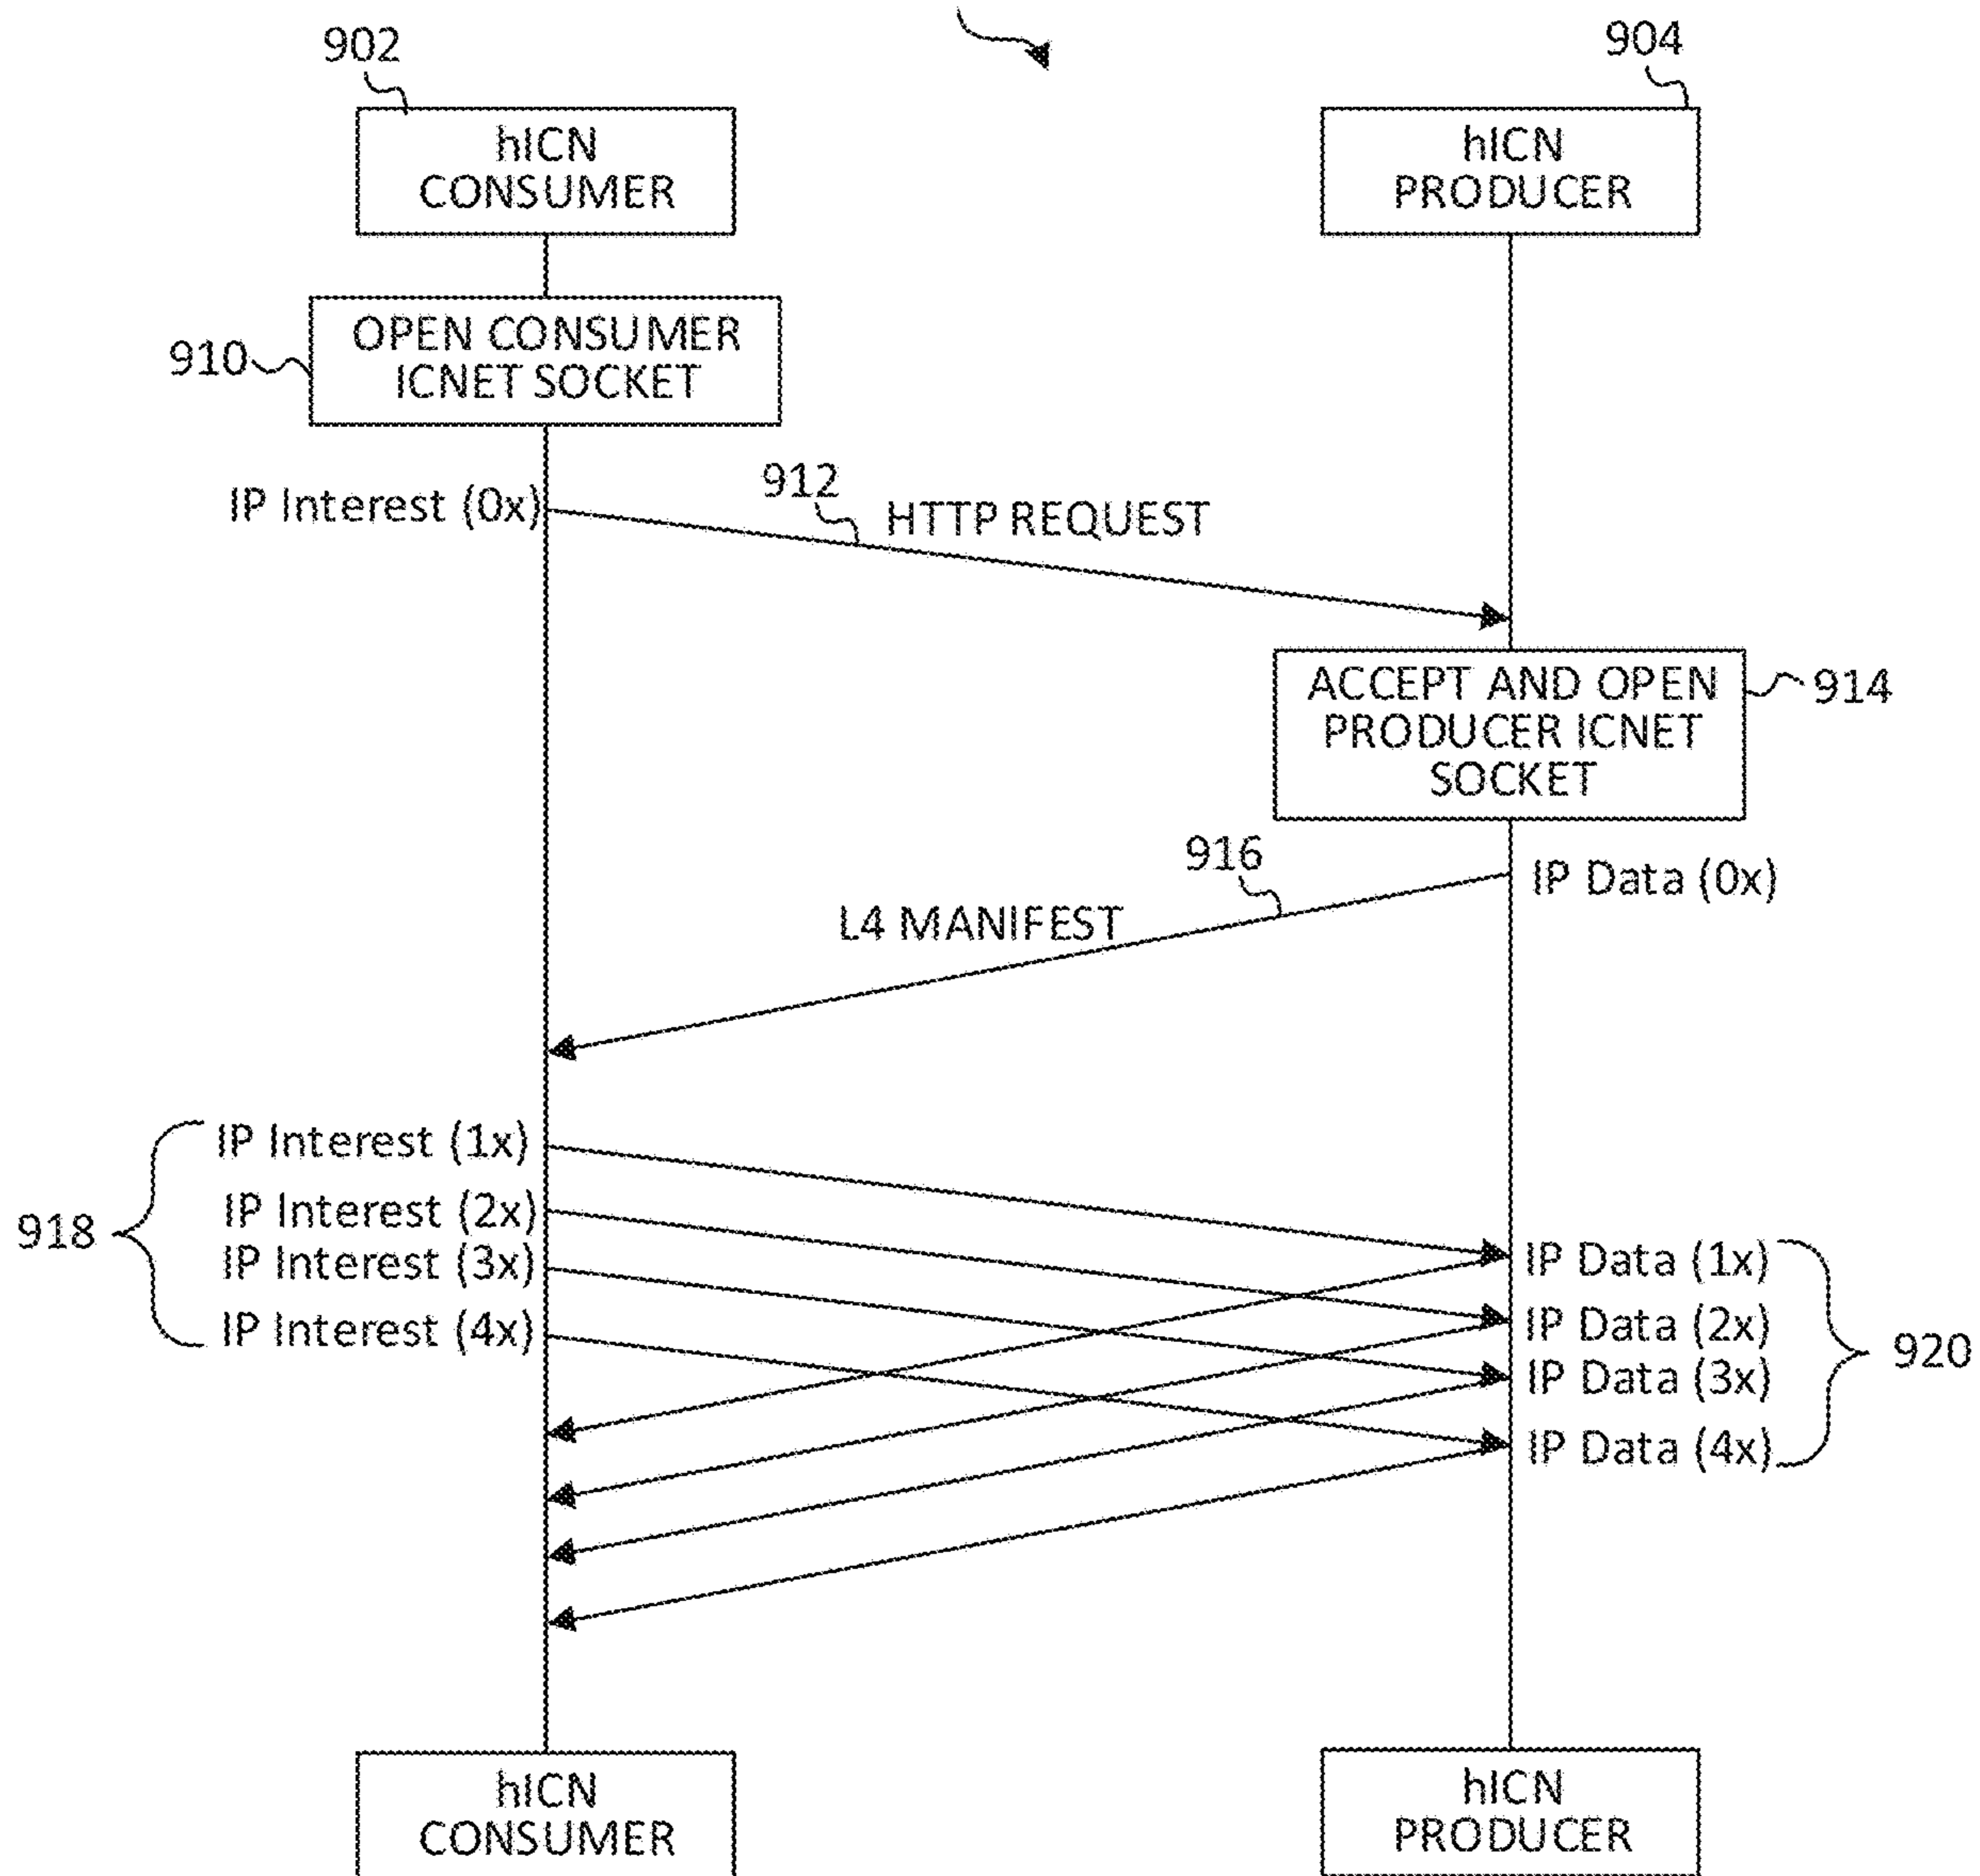 902
904
hICN
CONSUMER
hICN
PRODUCER
910
OPEN CONSUMER
ICNET SOCKET
IP Interest (0x)
912
HTTP REQUEST
ACCEPT AND OPEN
PRODUCER ICNET
SOCKET
914
916
IP Data (0x)
L4 MANIFEST
918
IP Interest (1x)
IP Interest (2x)
IP Interest (3x)
IP Interest (4x)
IP Data (1x)
IP Data (2x)
IP Data (3x)
IP Data (4x)
920
hICN
CONSUMER
hICN
PRODUCER